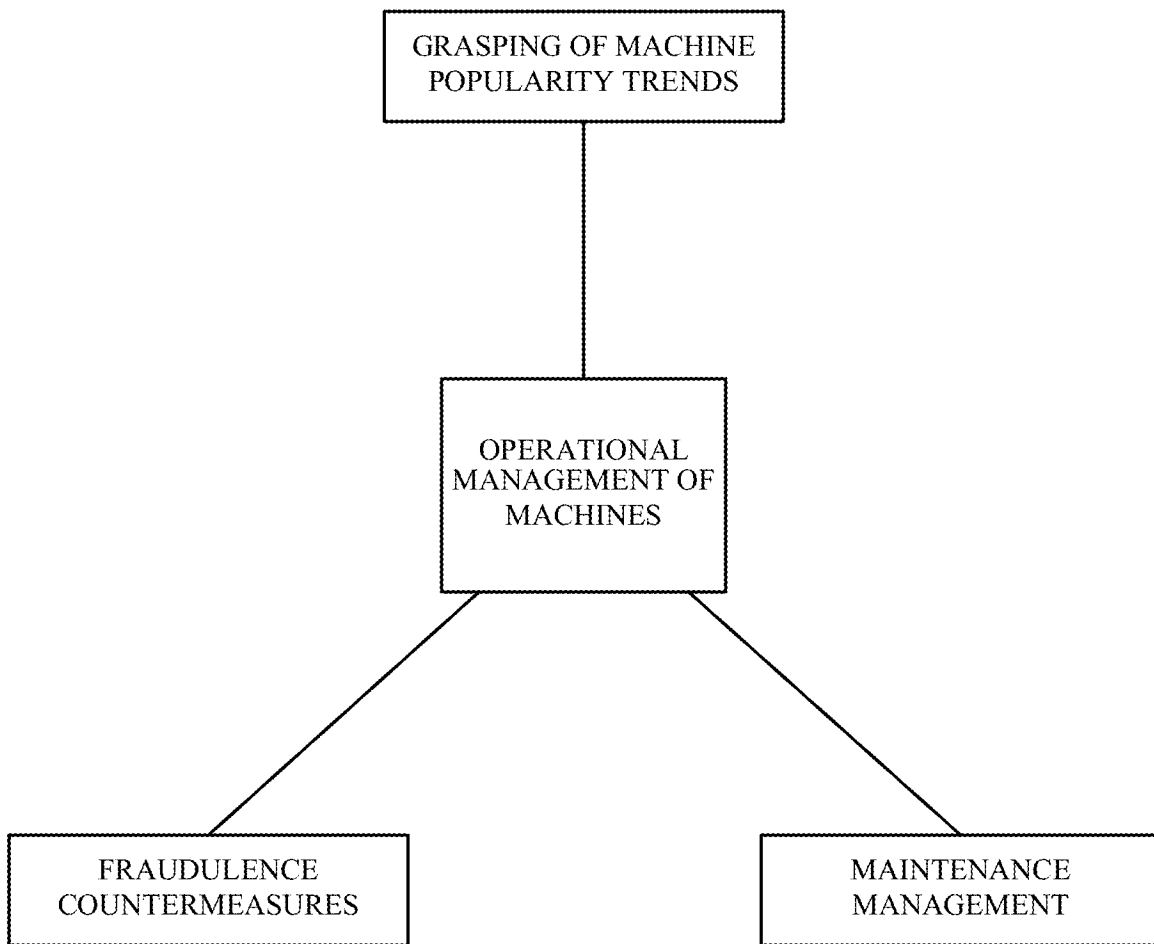 GRASPING OF MACHINE
POPULARITY TRENDS
OPERATIONAL
MANAGEMENT OF
MACHINES
FRAUDULENCE
COUNTERMEASURES
MAINTENANCE
MANAGEMENT